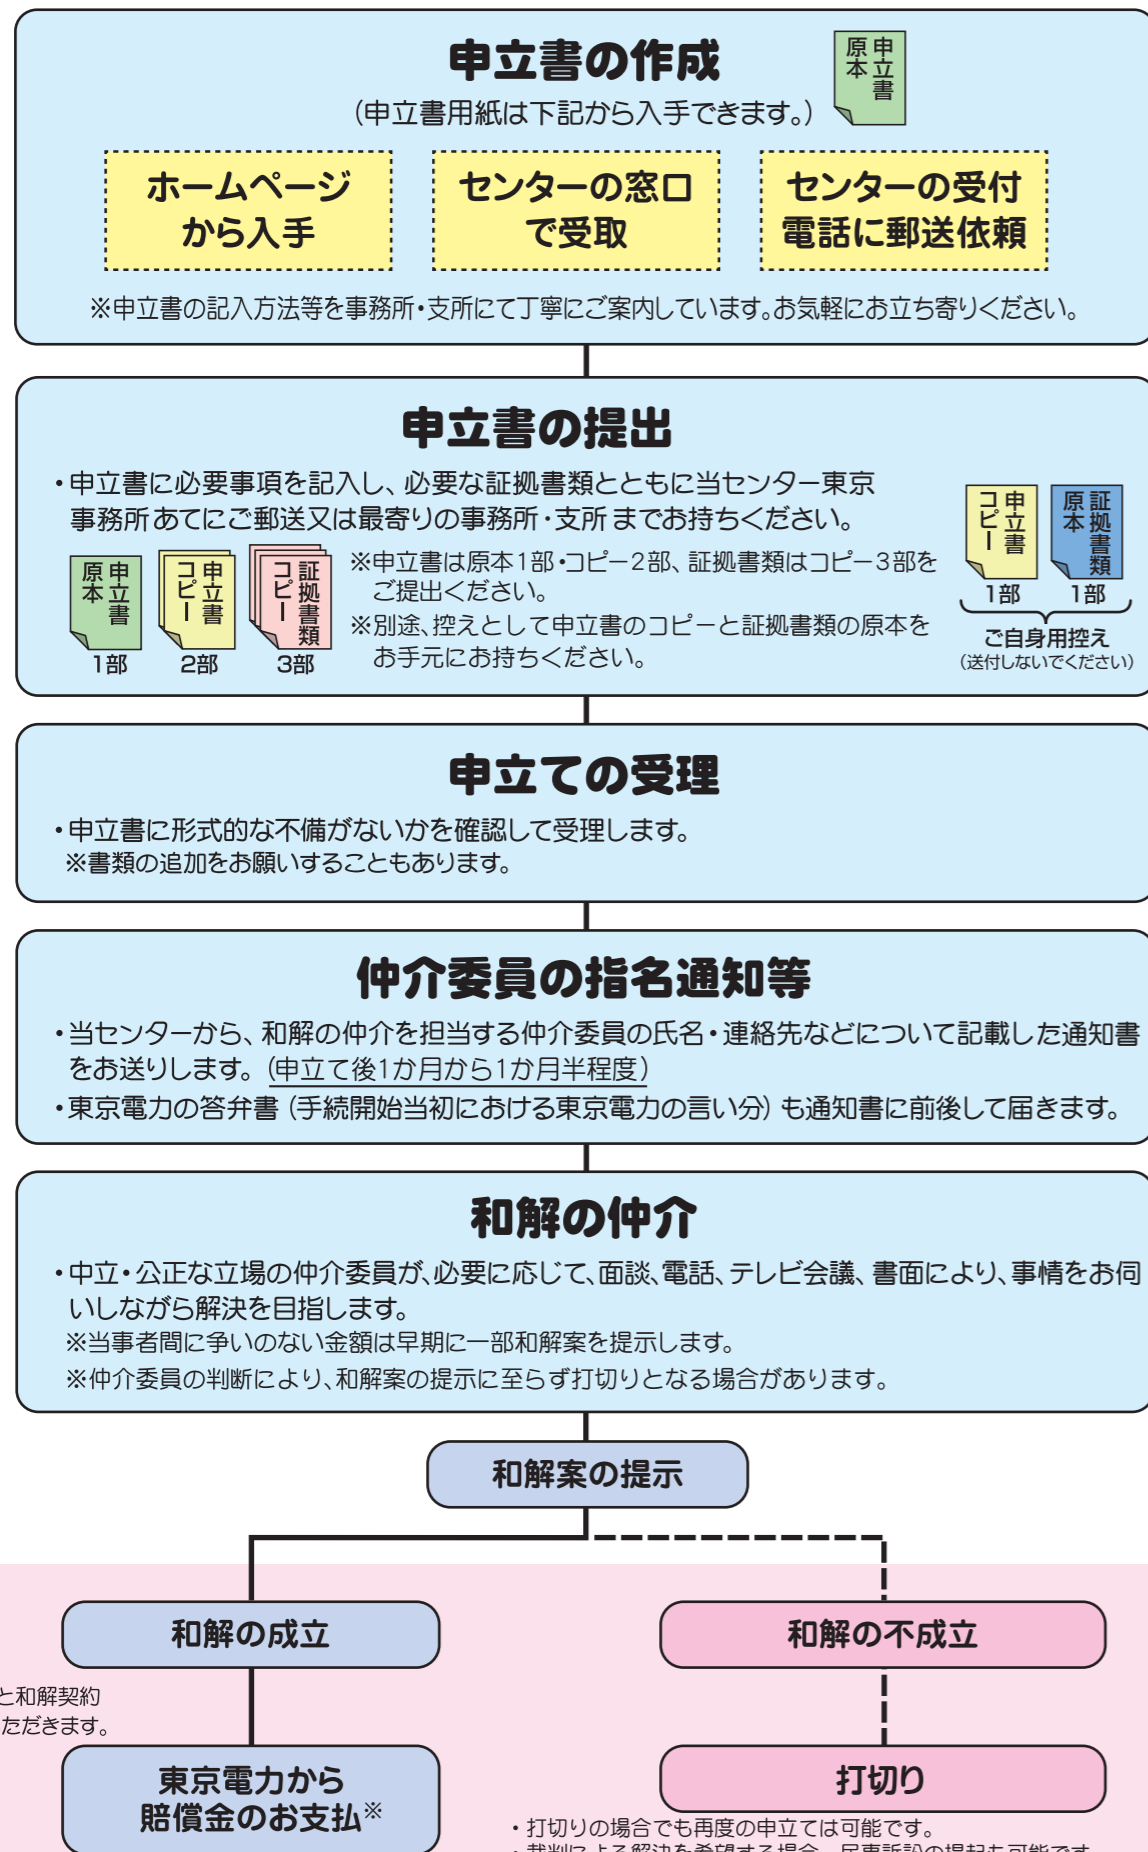 申立書の作成
申立書
原本
（申立書用紙は下記から入手できます。）
ホームページ
から入手
センターの窓口
で受取
センターの受付
電話に郵送依頼
※申立書の記入方法等を事務所・支所にて丁寧にご案内しています。お気軽にお立ち寄りください。
申立書の提出
・申立書に必要事項を記入し、必要な証拠書類とともに当センター東京
事務所あてにご郵送又は最寄りの事務所・支所までお持ちください。
申立書
原本
1部
申立書
コピー
2部
証拠書類
コピー
3部
※申立書は原本1部・コピー2部、証拠書類はコピー3部を
ご提出ください。
※別途、控えとして申立書のコピーと証拠書類の原本を
お手元にお持ちください。
申立書
コピー
1部
証拠書類
原本
1部
ご自身用控え
（送付しないでください）
申立ての受理
・申立書に形式的な不備がないかを確認して受理します。
※書類の追加をお願いすることもあります。
仲介委員の指名通知等
・当センターから、和解の仲介を担当する仲介委員の氏名・連絡先などについて記載した通知書
をお送りします。（申立て後1か月から1か月半程度）
・東京電力の答弁書（手続開始当初における東京電力の言い分）も通知書に前後して届きます。
和解の仲介
・中立・公正な立場の仲介委員が、必要に応じて、面談、電話、テレビ会議、書面により、事情をお伺
いしながら解決を目指します。
※当事者間に争いのない金額は早期に一部和解案を提示します。
※仲介委員の判断により、和解案の提示に至らず打切りとなる場合があります。
和解案の提示
和解の成立
と和解契約
ただきます。
東京電力から
賠償金のお支払※
和解の不成立
打切り
・打切りの場合でも再度の申立ては可能です。
・裁判による解決を希望する場合、民事訴訟の提起も可能です